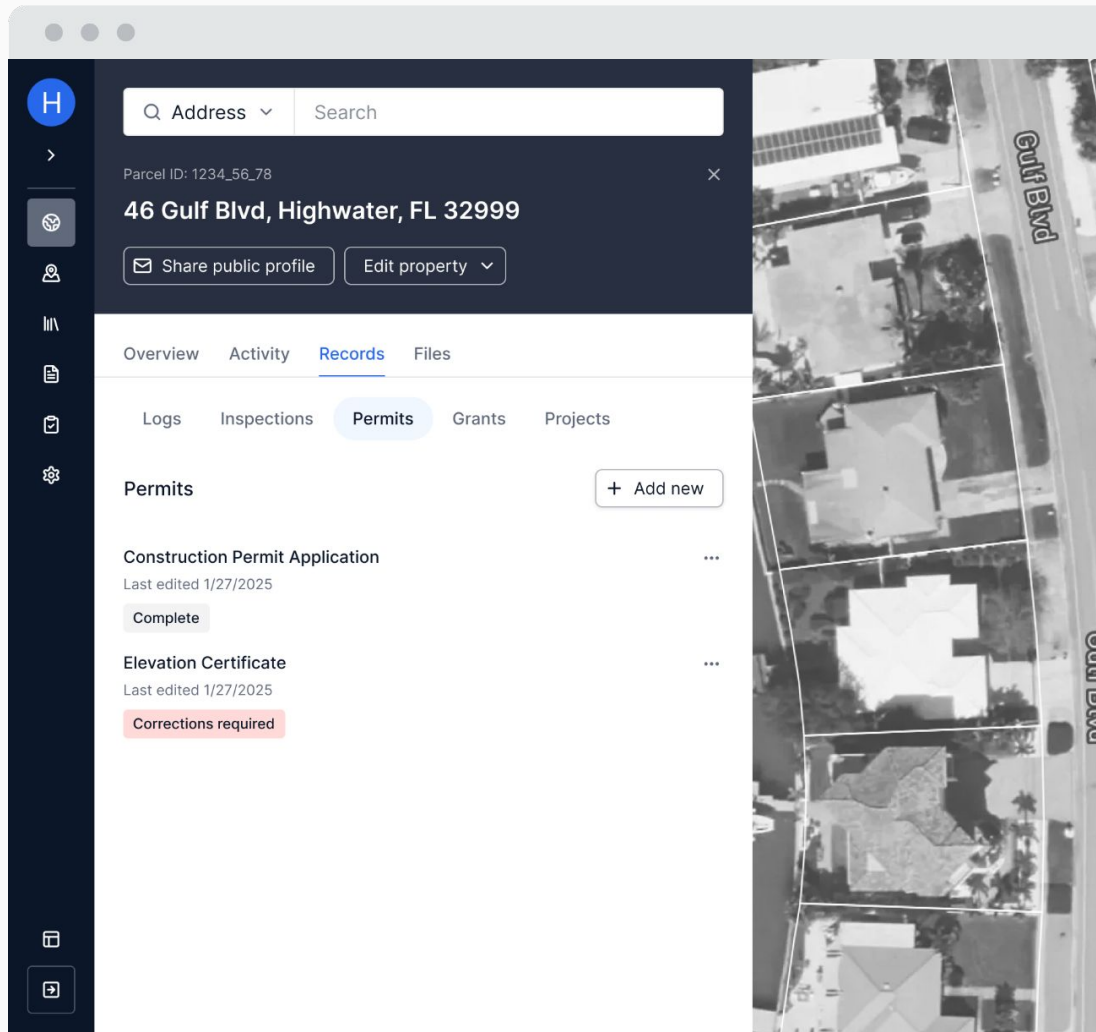 H
Address
Search
Parcel ID: 1234_56_78
46 Gulf Blvd, Highwater, FL 32999
Share public profile
Edit property
Overview Activity Records Files
Logs Inspections Permits Grants Projects
Permits
+ Add new
Construction Permit Application
Last edited 1/27/2025
Complete
Elevation Certificate
Last edited 1/27/2025
Corrections required
Gulf Blvd
Gulf Blvd